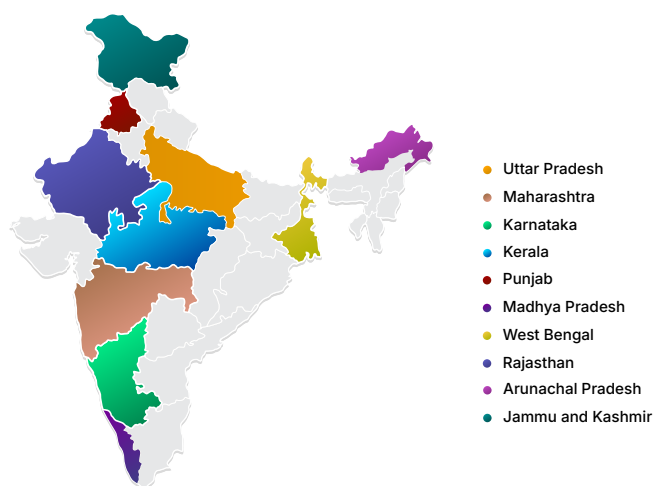 Uttar Pradesh
Maharashtra
Karnataka
Kerala
Punjab
Madhya Pradesh
West Bengal
Rajasthan
Arunachal Pradesh
Jammu and Kashmir